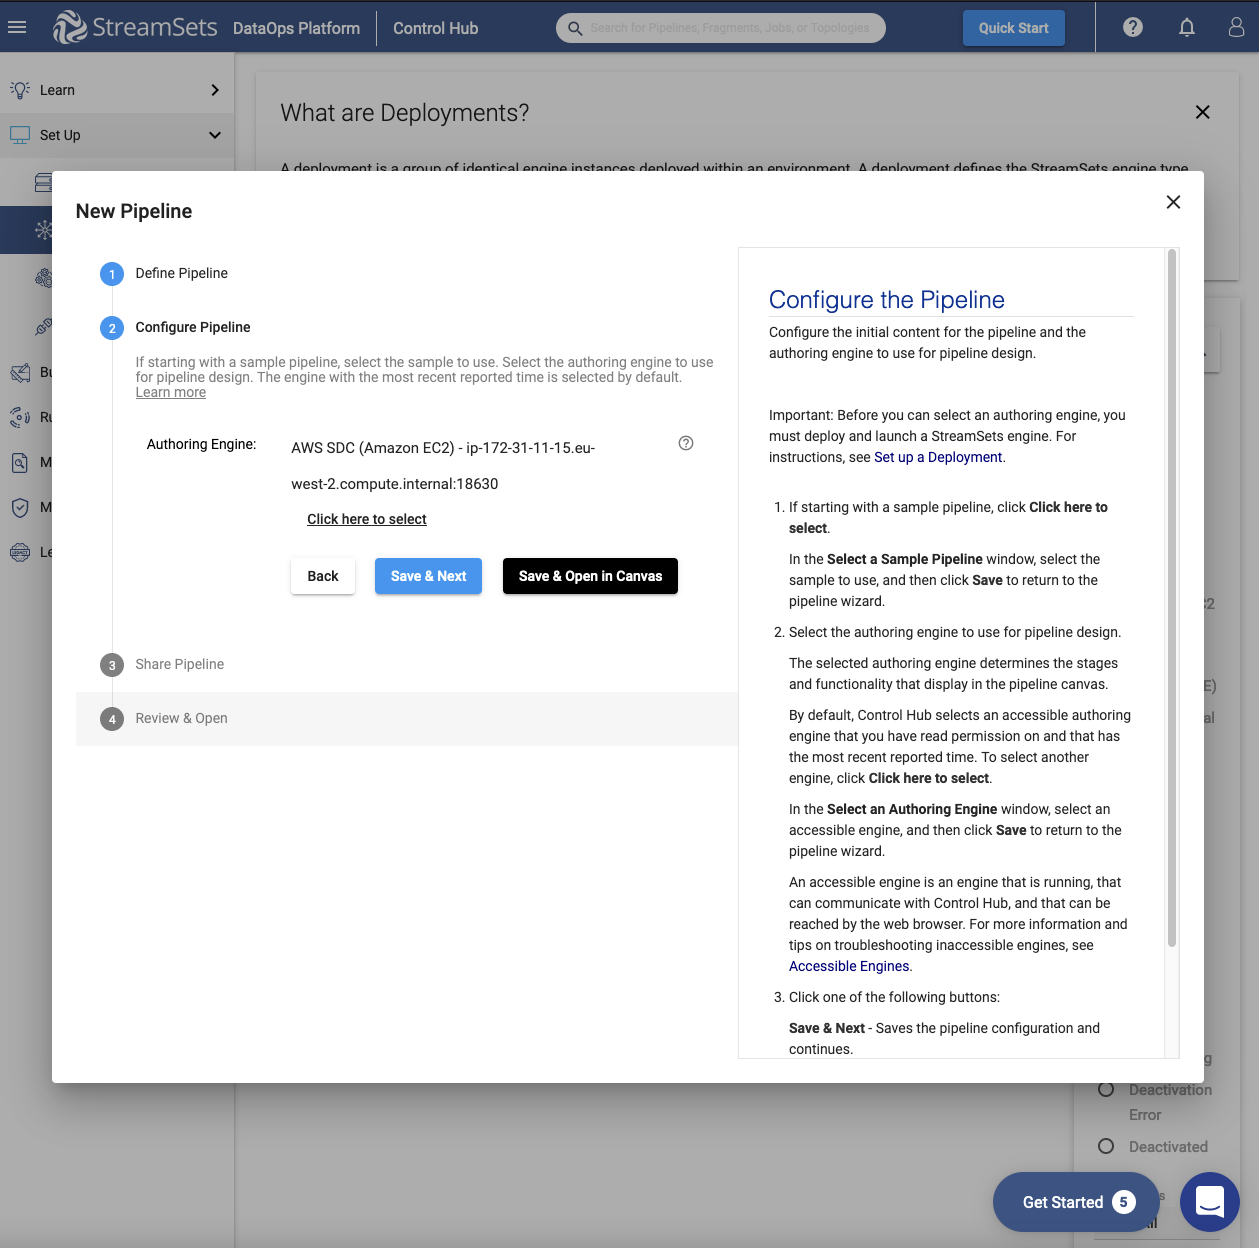 StreamSets DataOps Platform Control Hub
Search for Pipelines, Fragments, Jobs, or Topologies
Quick Start
Learn
Set Up
What are Deployments?
A deployment is a group of identical engine instances deployed within an environment. A deployment defines the StreamSets engine type
New Pipeline
1 Define Pipeline
2 Configure Pipeline
If starting with a sample pipeline, select the sample to use. Select the authoring engine to use
for pipeline design. The engine with the most recent reported time is selected by default.
Learn more
Authoring Engine:
AWS SDC (Amazon EC2) - ip-172-31-11-15.eu-
west-2.compute.internal:18630
Click here to select
Back
Save & Next
Save & Open in Canvas
3 Share Pipeline
4 Review & Open
Configure the Pipeline
Configure the initial content for the pipeline and the
authoring engine to use for pipeline design.
Important: Before you can select an authoring engine, you
must deploy and launch a StreamSets engine. For
instructions, see Set up a Deployment.
1. If starting with a sample pipeline, click Click here to
select.
In the Select a Sample Pipeline window, select the
sample to use, and then click Save to return to the
pipeline wizard.
2. Select the authoring engine to use for pipeline design.
The selected authoring engine determines the stages
and functionality that display in the pipeline canvas.
By default, Control Hub selects an accessible authoring
engine that you have read permission on and that has
the most recent reported time. To select another
engine, click Click here to select.
In the Select an Authoring Engine window, select an
accessible engine, and then click Save to return to the
pipeline wizard.
An accessible engine is an engine that is running, that
can communicate with Control Hub, and that can be
reached by the web browser. For more information and
tips on troubleshooting inaccessible engines, see
Accessible Engines.
3. Click one of the following buttons:
Save & Next - Saves the pipeline configuration and
continues.
Deactivation
Error
Deactivated
Get Started 5